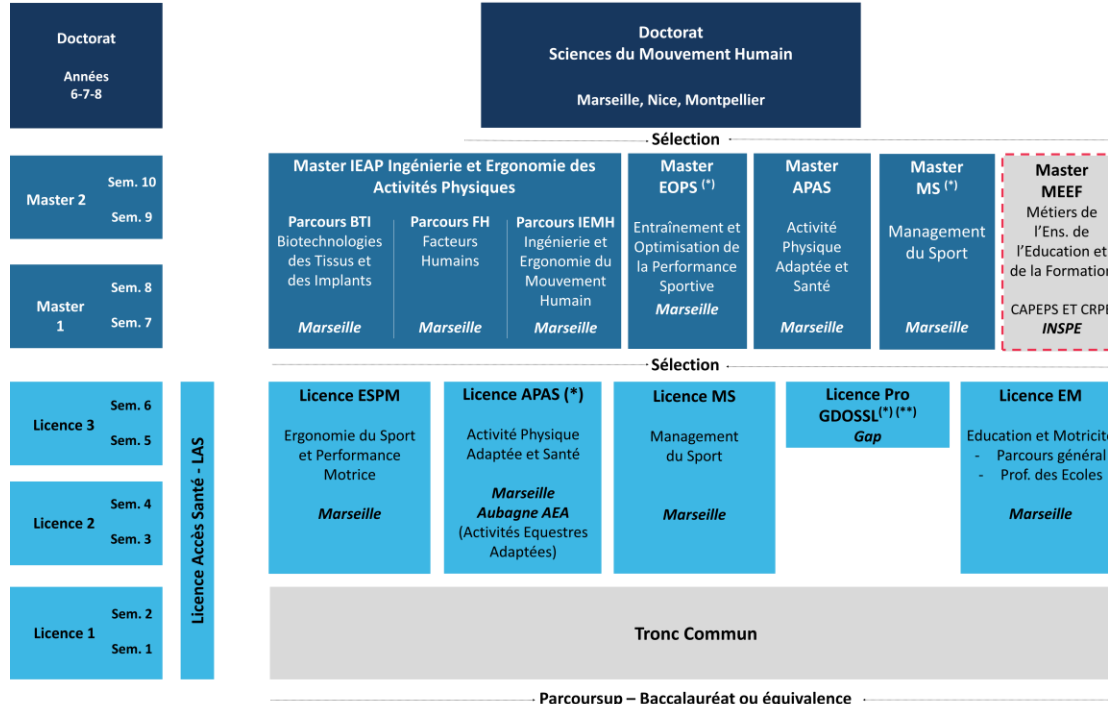 Doctorat
Années
6-7-8
Doctorat
Sciences du Mouvement Humain
Marseille, Nice, Montpellier
Sélection
Master 2
Sem. 10
Sem. 9
Master
1
Sem. 8
Sem. 7
Master IEAP Ingénierie et Ergonomie des
Activités Physiques
Parcours BTI
Biotechnologies
des Tissus et
des Implants
Marseille
Parcours FH
Facteurs
Humains
Marseille
Parcours IEMH
Ingénierie et
Ergonomie du
Mouvement
Humain
Marseille
Master
EOPS (*)
Entraînement et
Optimisation de
la Performance
Sportive
Marseille
Master
APAS
Activité
Physique
Adaptée et
Santé
Marseille
Master
MS (*)
Management
du Sport
Marseille
Master
MEEF
Métiers de
l'Ens. de
l'Education et
de la Formation
CAPEPS ET CRPE
INSPE
Sélection
Licence 3
Sem. 6
Sem. 5
Licence 2
Sem. 4
Sem. 3
Licence 1
Sem. 2
Sem. 1
Licence Accès Santé - LAS
Licence ESPM
Ergonomie du Sport
et Performance
Motrice
Marseille
Licence APAS (*)
Activité Physique
Adaptée et Santé
Marseille
Aubagne AEA
(Activités Equestres
Adaptées)
Licence MS
Management
du Sport
Marseille
Licence Pro
GDOSSL(*) (**)
Gap
Licence EM
Education et Motricité
- Parcours général
- Prof. des Ecoles
Marseille
Tronc Commun
Parcoursup – Baccalauréat ou équivalence